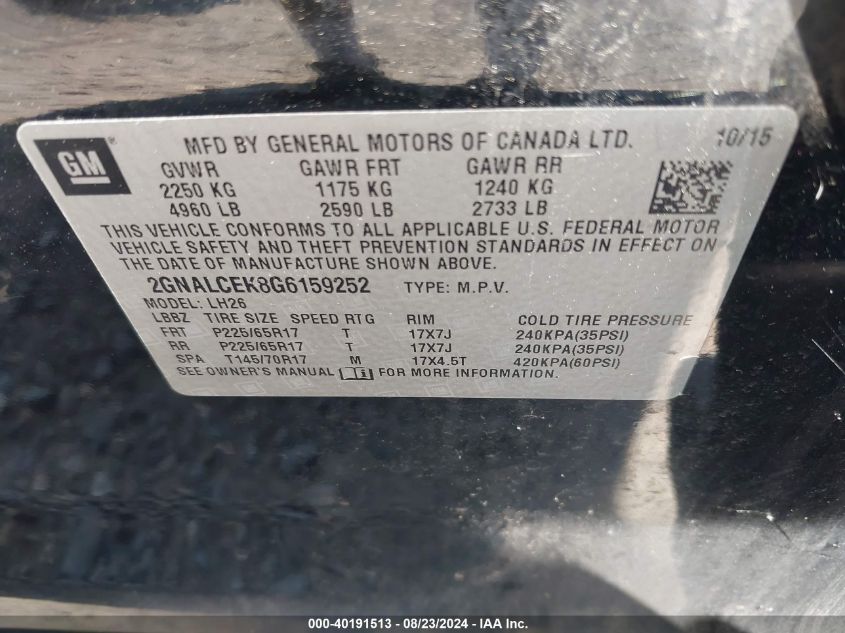 GM
MFD BY GENERAL MOTORS OF CANADA LTD. 10/15
GVWR GAWR FRT GAWR RR
2250 KG 1175 KG 1240 KG
4960 LB 2590 LB 2733 LB
THIS VEHICLE CONFORMS TO ALL APPLICABLE U.S. FEDERAL MOTOR
VEHICLE SAFETY AND THEFT PREVENTION STANDARDS IN EFFECT ON
THE DATE OF MANUFACTURE SHOWN ABOVE.
2GNALCEK8G6159252 TYPE: M.P.V.
MODEL: LH26
LBBZ TIRE SIZE SPEED RTG RIM COLD TIRE PRESSURE
FRT P225/65R17 T 17X7J 240KPA(35PSI)
RR P225/65R17 T 17X7J 240KPA(35PSI)
SPA T145/70R17 M 17X4.5T 420KPA(60PSI)
SEE OWNER'S MANUAL FOR MORE INFORMATION.
000-40191513 - 08/23/2024 - IAA Inc.